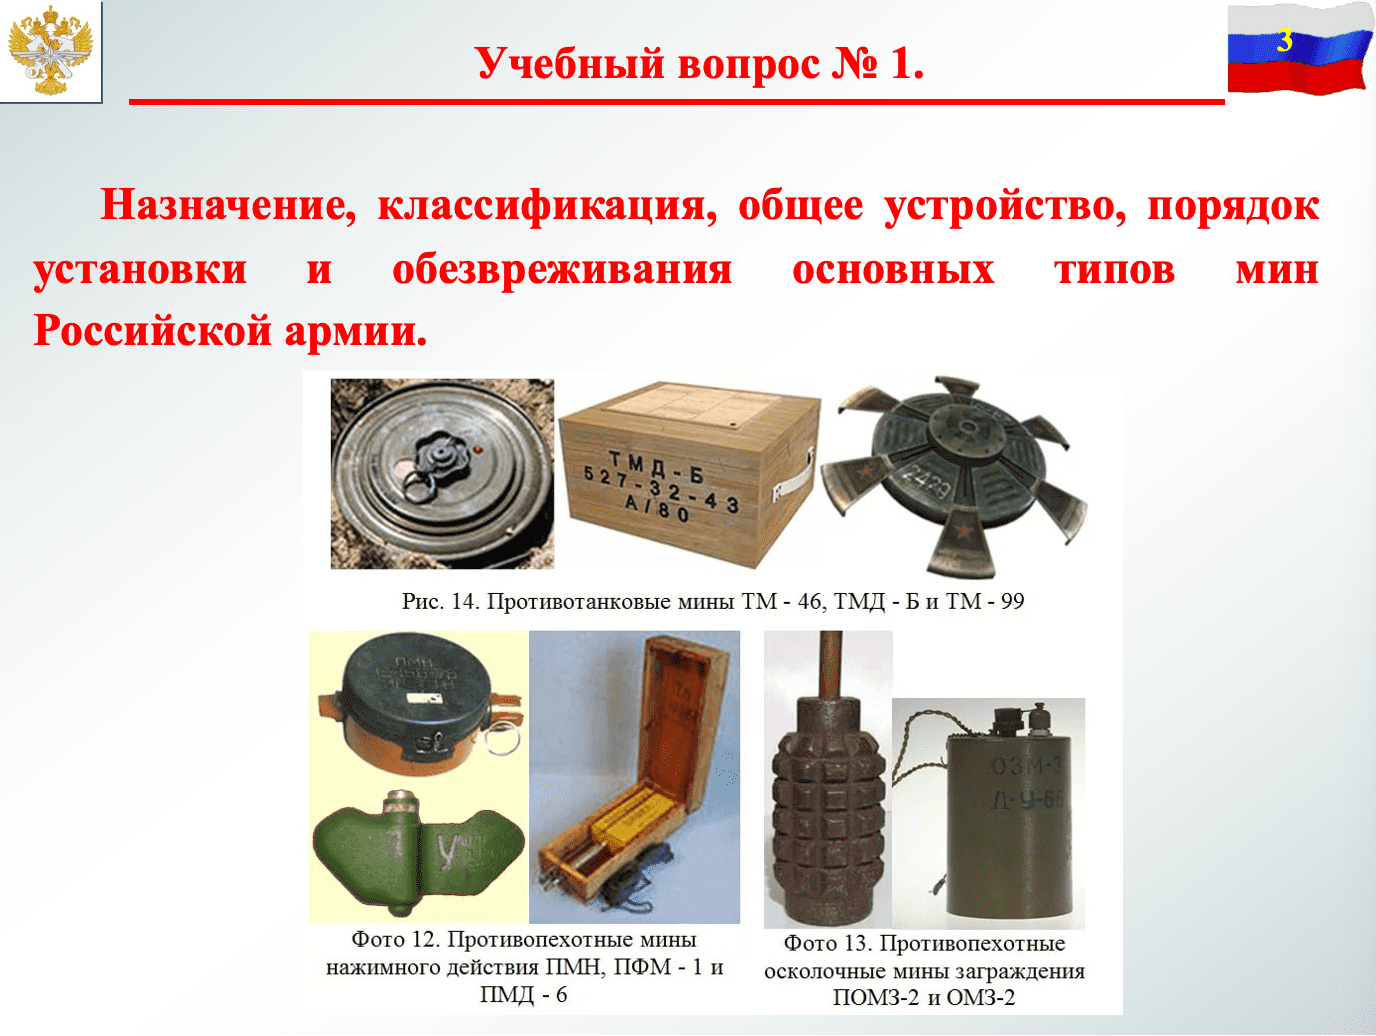 3
Учебный вопрос № 1.
Назначение, классификация, общее устройство, порядок
установки и обезвреживания основных типов мин
Российской армии.
ТМД-Б
527-32-43
А/80
2429
Рис. 14. Противотанковые мины ТМ - 46, ТМД - Б и ТМ - 99
ПМН
У
ОЗМ-3
Д-У-66
Фото 12. Противопехотные мины
нажимного действия ПМН, ПФМ - 1 и
ПМД - 6
Фото 13. Противопехотные
осколочные мины заграждения
ПОМЗ-2 и ОМЗ-2